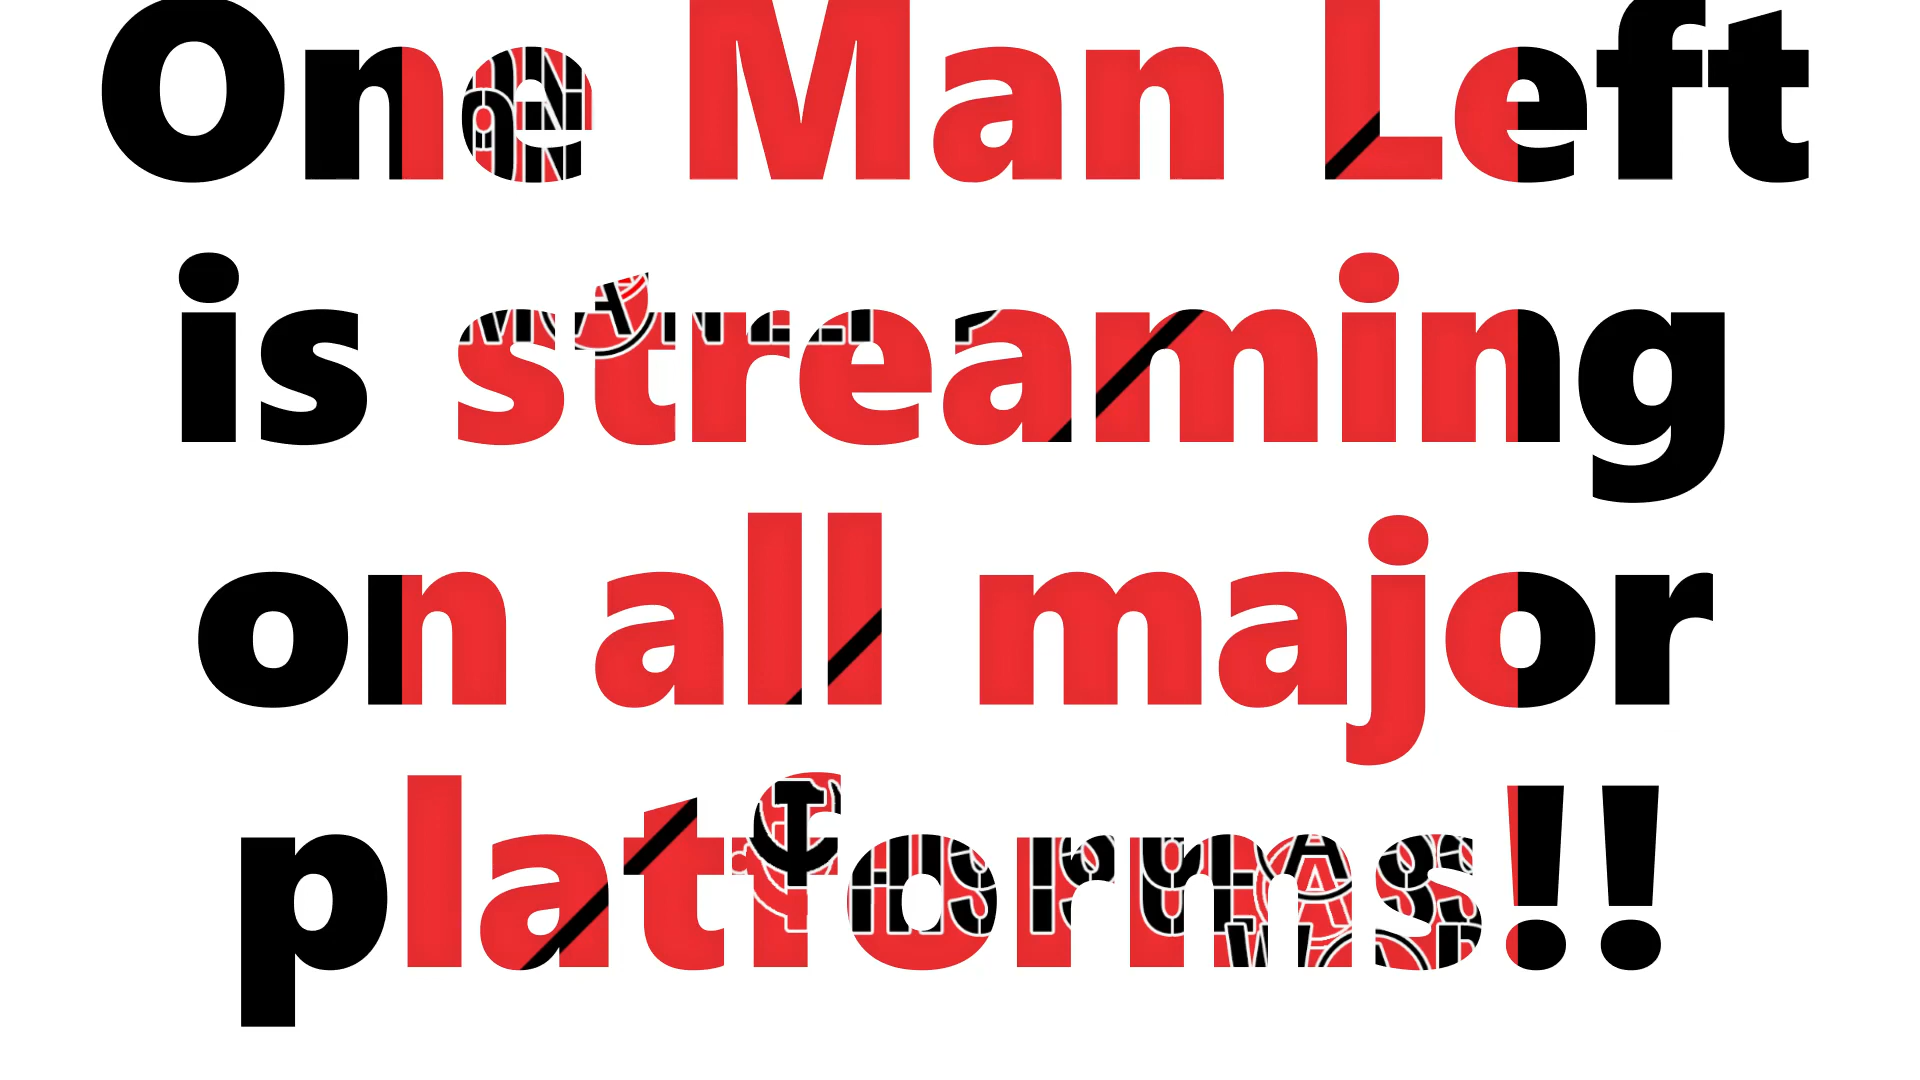 One Man Left
is streaming
on all major
platforms!!